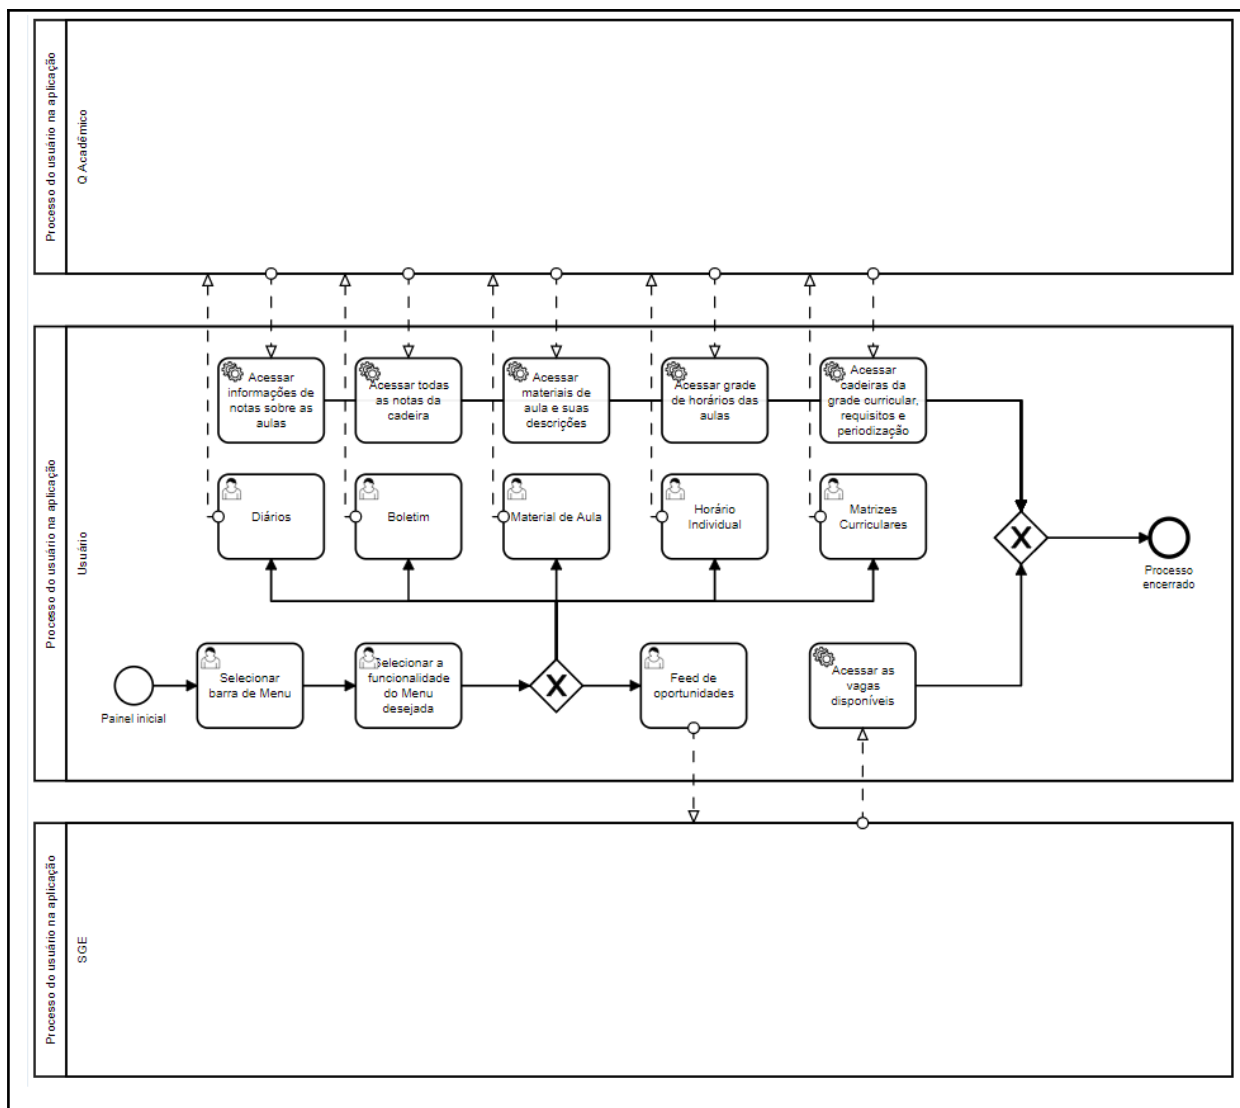 Processo do usuário na aplicação
Q Acadêmico
Processo do usuário na aplicação
Usuário
Acessar
informações de
notas sobre as
aulas
Acessar todas
as notas da
cadeira
Acessar
materiais de
aula e suas
descrições
Acessar grade
de horários das
aulas
Acessar
cadeiras da
grade curricular,
requisitos e
periodização
Diários
Boletim
Material de Aula
Horário
Individual
Matrizes
Curriculares
X
Processo
encerrado
Painel inicial
Selecionar
barra de Menu
Selecionar a
funcionalidade
do Menu
desejada
X
Feed de
oportunidades
Acessar as
vagas
disponíveis
Processo do usuário na aplicação
SGE